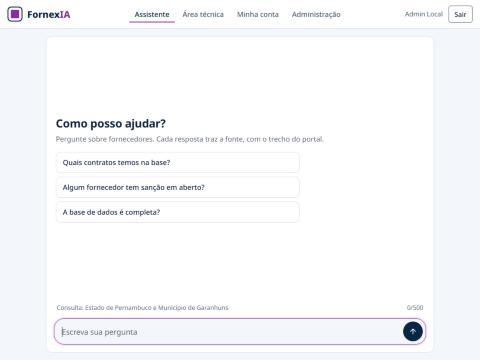 FornexIA
Assistente
Área técnica
Minha conta
Administração
Admin Local
Sair
Como posso ajudar?
Pergunte sobre fornecedores. Cada resposta traz a fonte, com o trecho do portal.
Quais contratos temos na base?
Algum fornecedor tem sanção em aberto?
A base de dados é completa?
Consulta: Estado de Pernambuco e Município de Garanhuns
0/500
Escreva sua pergunta